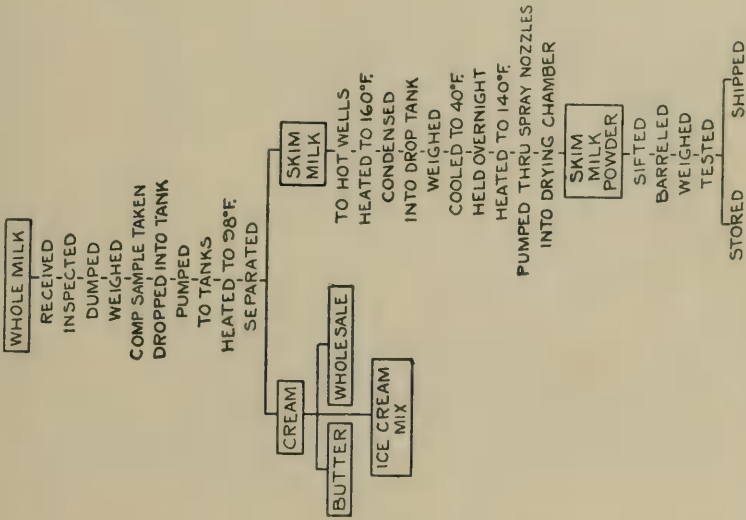 WHOLE MILK
RECEIVED
INSPECTED
DUMPED
WEIGHED
COMP SAMPLE TAKEN
DROPPED INTO TANK
PUMPED
TO TANKS
HEATED TO 98°F.
SEPARATED
CREAM
BUTTER
WHOLESALE
ICE CREAM
MIX
SKIM
MILK
TO HOT WELLS
HEATED TO 160°F.
CONDENSED
INTO DROP TANK
WEIGHED
COOLED TO 40°F.
HELD OVERNIGHT
HEATED TO 140°F.
PUMPED THRU SPRAY NOZZLES
INTO DRYING CHAMBER
SKIM
MILK
POWDER
SIFTED
BARRELED
WEIGHED
TESTED
STORED
SHIPPED